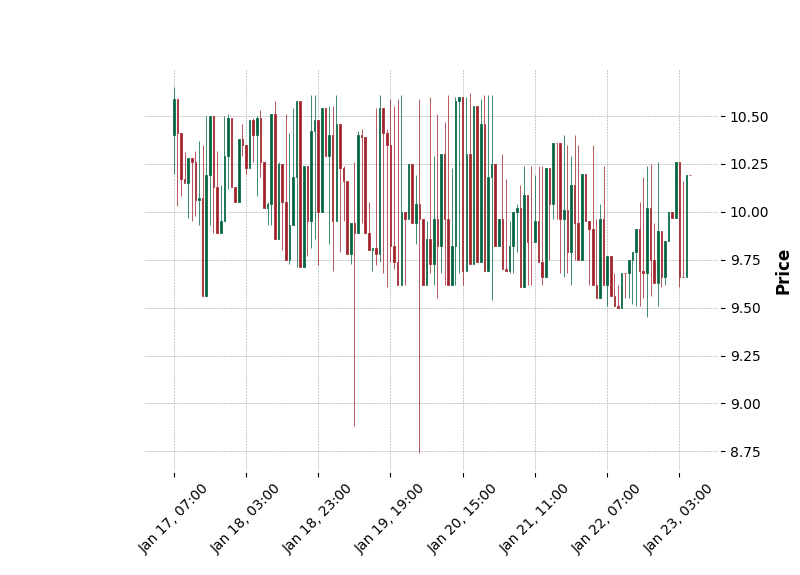 10.50
10.25
10.00
9.75
9.50
9.25
9.00
8.75
Price
Jan 17, 07:00
Jan 18, 03:00
Jan 18, 23:00
Jan 19, 19:00
Jan 20, 15:00
Jan 21, 11:00
Jan 22, 07:00
Jan 23, 03:00